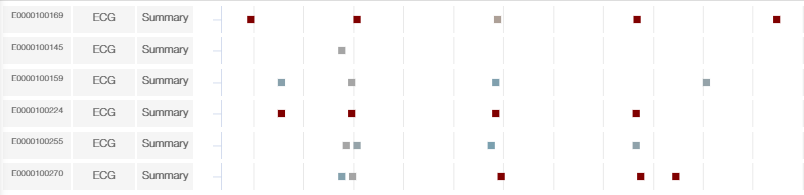 E0000100169 ECG Summary
E0000100145 ECG Summary
E0000100159 ECG Summary
E0000100224 ECG Summary
E0000100255 ECG Summary
E0000100270 ECG Summary